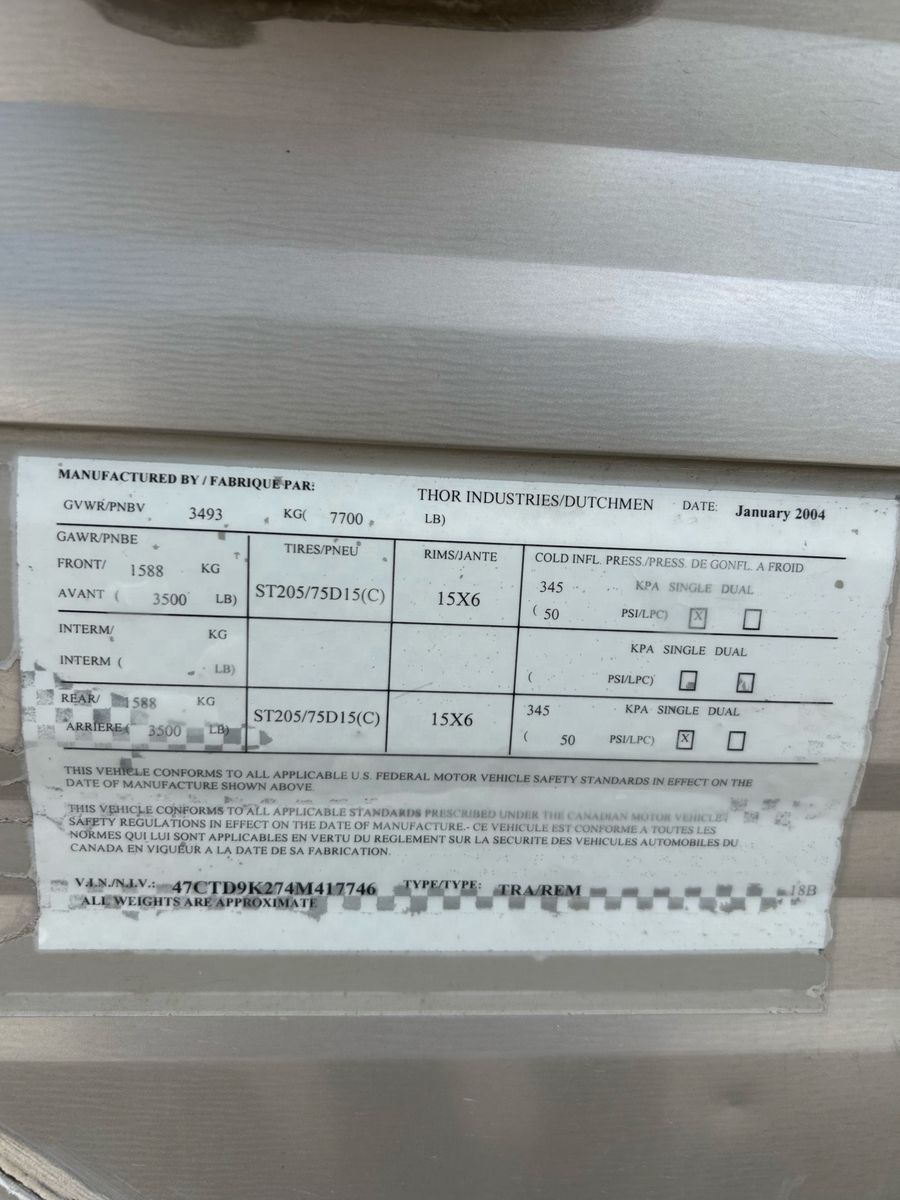 MANUFACTURED BY / FABRIQUE PAR:
THOR INDUSTRIES/DUTCHMEN DATE: January 2004
GVWR/PNBV 3493 KG( 7700 LB)
GAWR/PNBE TIRES/PNEU RIMS/JANTE COLD INFL. PRESS./PRESS. DE GONFL. A FROID
FRONT/ 1588 KG 345 KPA SINGLE DUAL
AVANT ( 3500 LB) ST205/75D15(C) 15X6 ( 50 PSI/LPC) X
INTERM/ KG KPA SINGLE DUAL
INTERM ( LB) ( PSI/LPC)
REAR/ 1588 KG 345 KPA SINGLE DUAL
ARRIERE( 3500 LB) ST205/75D15(C) 15X6 ( 50 PSI/LPC) X
THIS VEHICLE CONFORMS TO ALL APPLICABLE U.S. FEDERAL MOTOR VEHICLE SAFETY STANDARDS IN EFFECT ON THE
DATE OF MANUFACTURE SHOWN ABOVE.
THIS VEHICLE CONFORMS TO ALL APPLICABLE STANDARDS PRESCRIBED UNDER THE CANADIAN MOTOR VEHICLE
SAFETY REGULATIONS IN EFFECT ON THE DATE OF MANUFACTURE.- CE VEHICULE EST CONFORME A TOUTES LES
NORMES QUI LUI SONT APPLICABLES EN VERTU DU REGLEMENT SUR LA SECURITE DES VEHICULES AUTOMOBILES DU
CANADA EN VIGUEUR A LA DATE DE SA FABRICATION.
V.I.N./N.I.V.: 47CTD9K274M417746 TYPE/TYPE: TRA/REM 18B
ALL WEIGHTS ARE APPROXIMATE